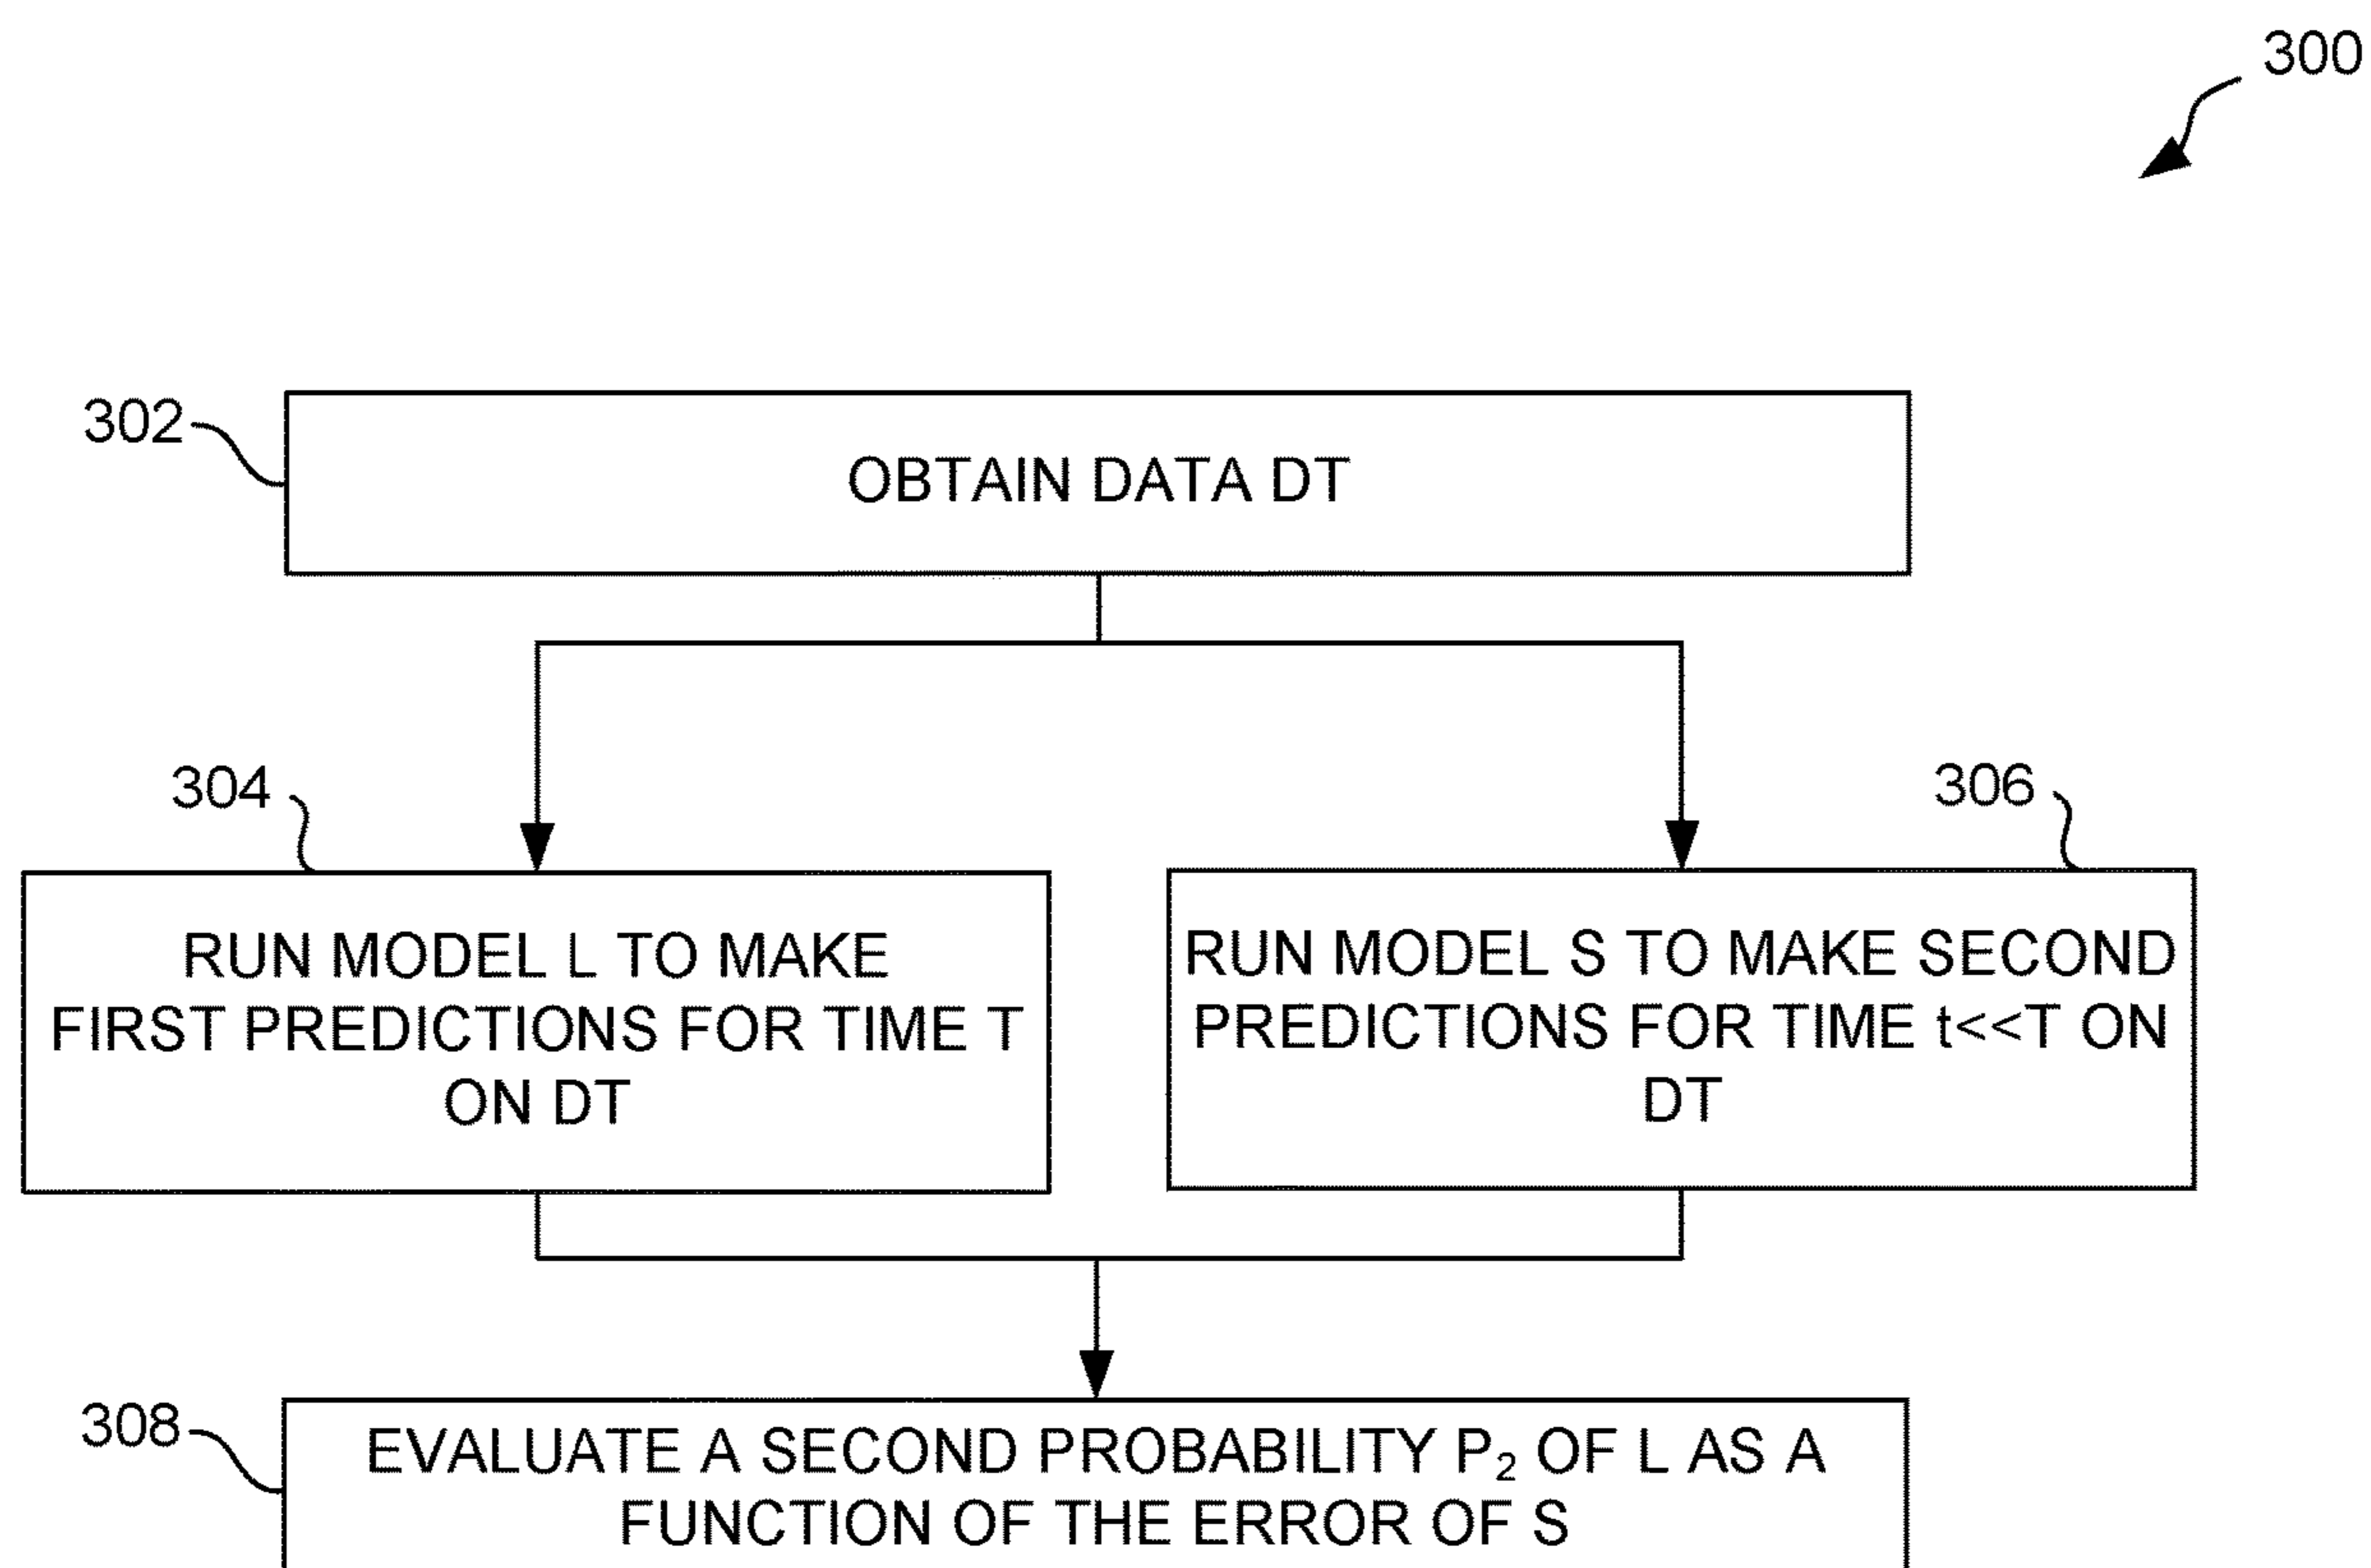 300
302
OBTAIN DATA DT
304
306
RUN MODEL L TO MAKE
FIRST PREDICTIONS FOR TIME T
ON DT
RUN MODEL S TO MAKE SECOND
PREDICTIONS FOR TIME t<<T ON
DT
308
EVALUATE A SECOND PROBABILITY P₂ OF L AS A
FUNCTION OF THE ERROR OF S